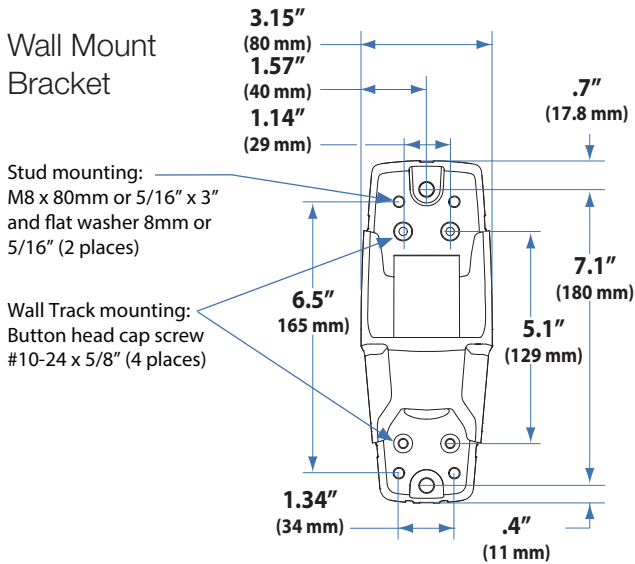 Wall Mount
Bracket
3.15”
(80 mm)
1.57”
(40 mm)
1.14”
(29 mm)
.7”
(17.8 mm)
Stud mounting:
M8 x 80mm or 5/16” x 3”
and flat washer 8mm or
5/16” (2 places)
Wall Track mounting:
Button head cap screw
#10-24 x 5/8” (4 places)
6.5”
165 mm)
7.1”
(180 mm)
5.1”
(129 mm)
1.34”
(34 mm)
.4”
(11 mm)